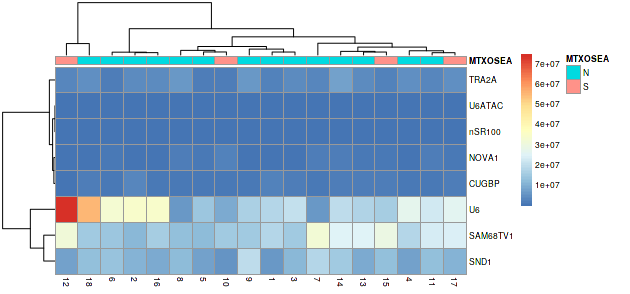 MTXOSEA
TRA2A
U6ATAC
nSR100
NOVA1
CUGBP
U6
SAM68TV1
SND1
12 18 6 2 16 8 5 10 9 1 3 7 14 13 15 4 11 17
7e+07
6e+07
5e+07
4e+07
3e+07
2e+07
1e+07
MTXOSEA
N
S